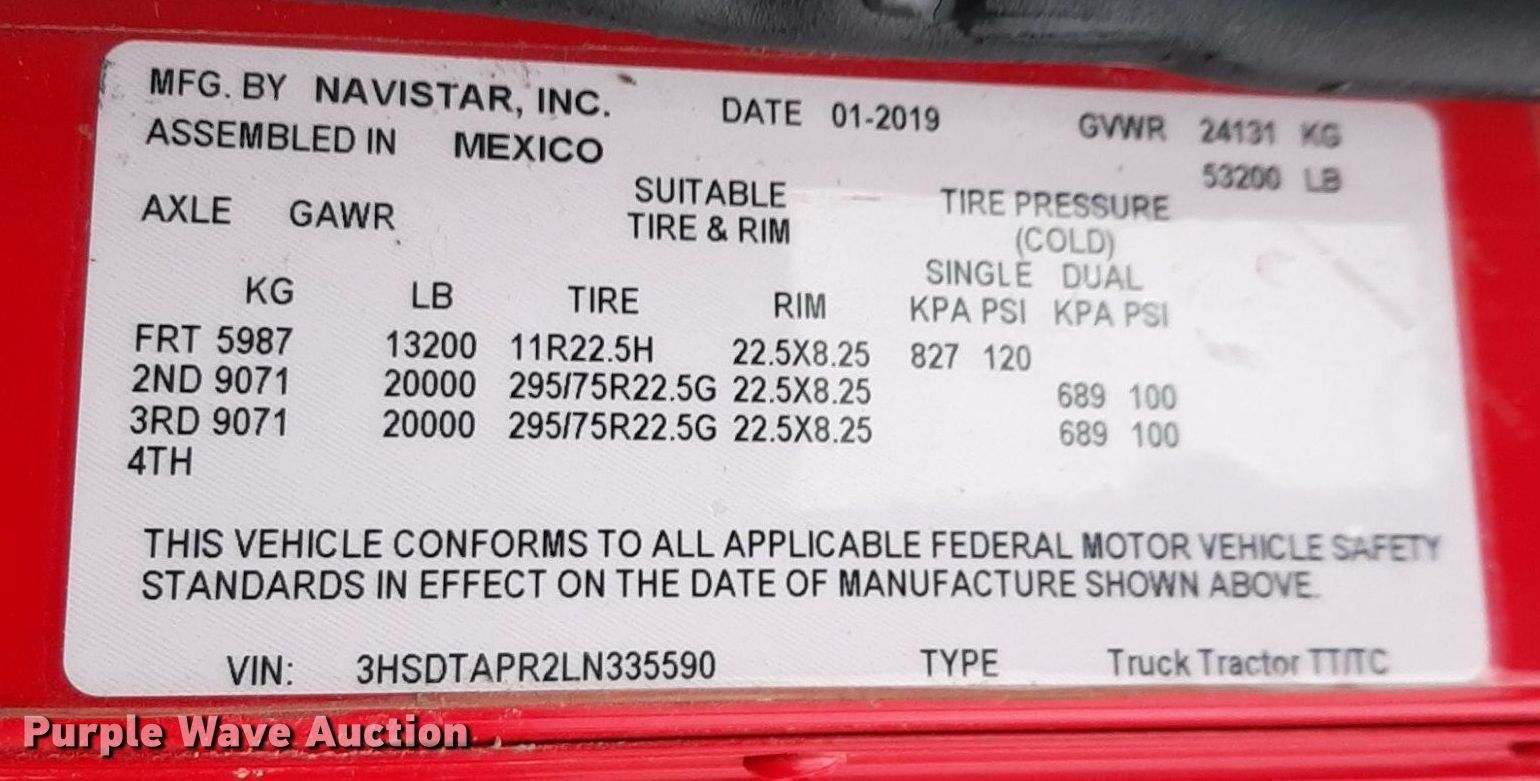 MFG. BY NAVISTAR, INC. DATE 01-2019 GVWR 24131 KG
ASSEMBLED IN MEXICO 53200 LB
AXLE GAWR SUITABLE TIRE PRESSURE
TIRE & RIM (COLD)
SINGLE DUAL
KG LB TIRE RIM KPA PSI KPA PSI
FRT 5987 13200 11R22.5H 22.5X8.25 827 120
2ND 9071 20000 295/75R22.5G 22.5X8.25 689 100
3RD 9071 20000 295/75R22.5G 22.5X8.25 689 100
4TH
THIS VEHICLE CONFORMS TO ALL APPLICABLE FEDERAL MOTOR VEHICLE SAFETY
STANDARDS IN EFFECT ON THE DATE OF MANUFACTURE SHOWN ABOVE.
VIN: 3HSDTAPR2LN335590 TYPE Truck Tractor TT/TC
Purple Wave Auction